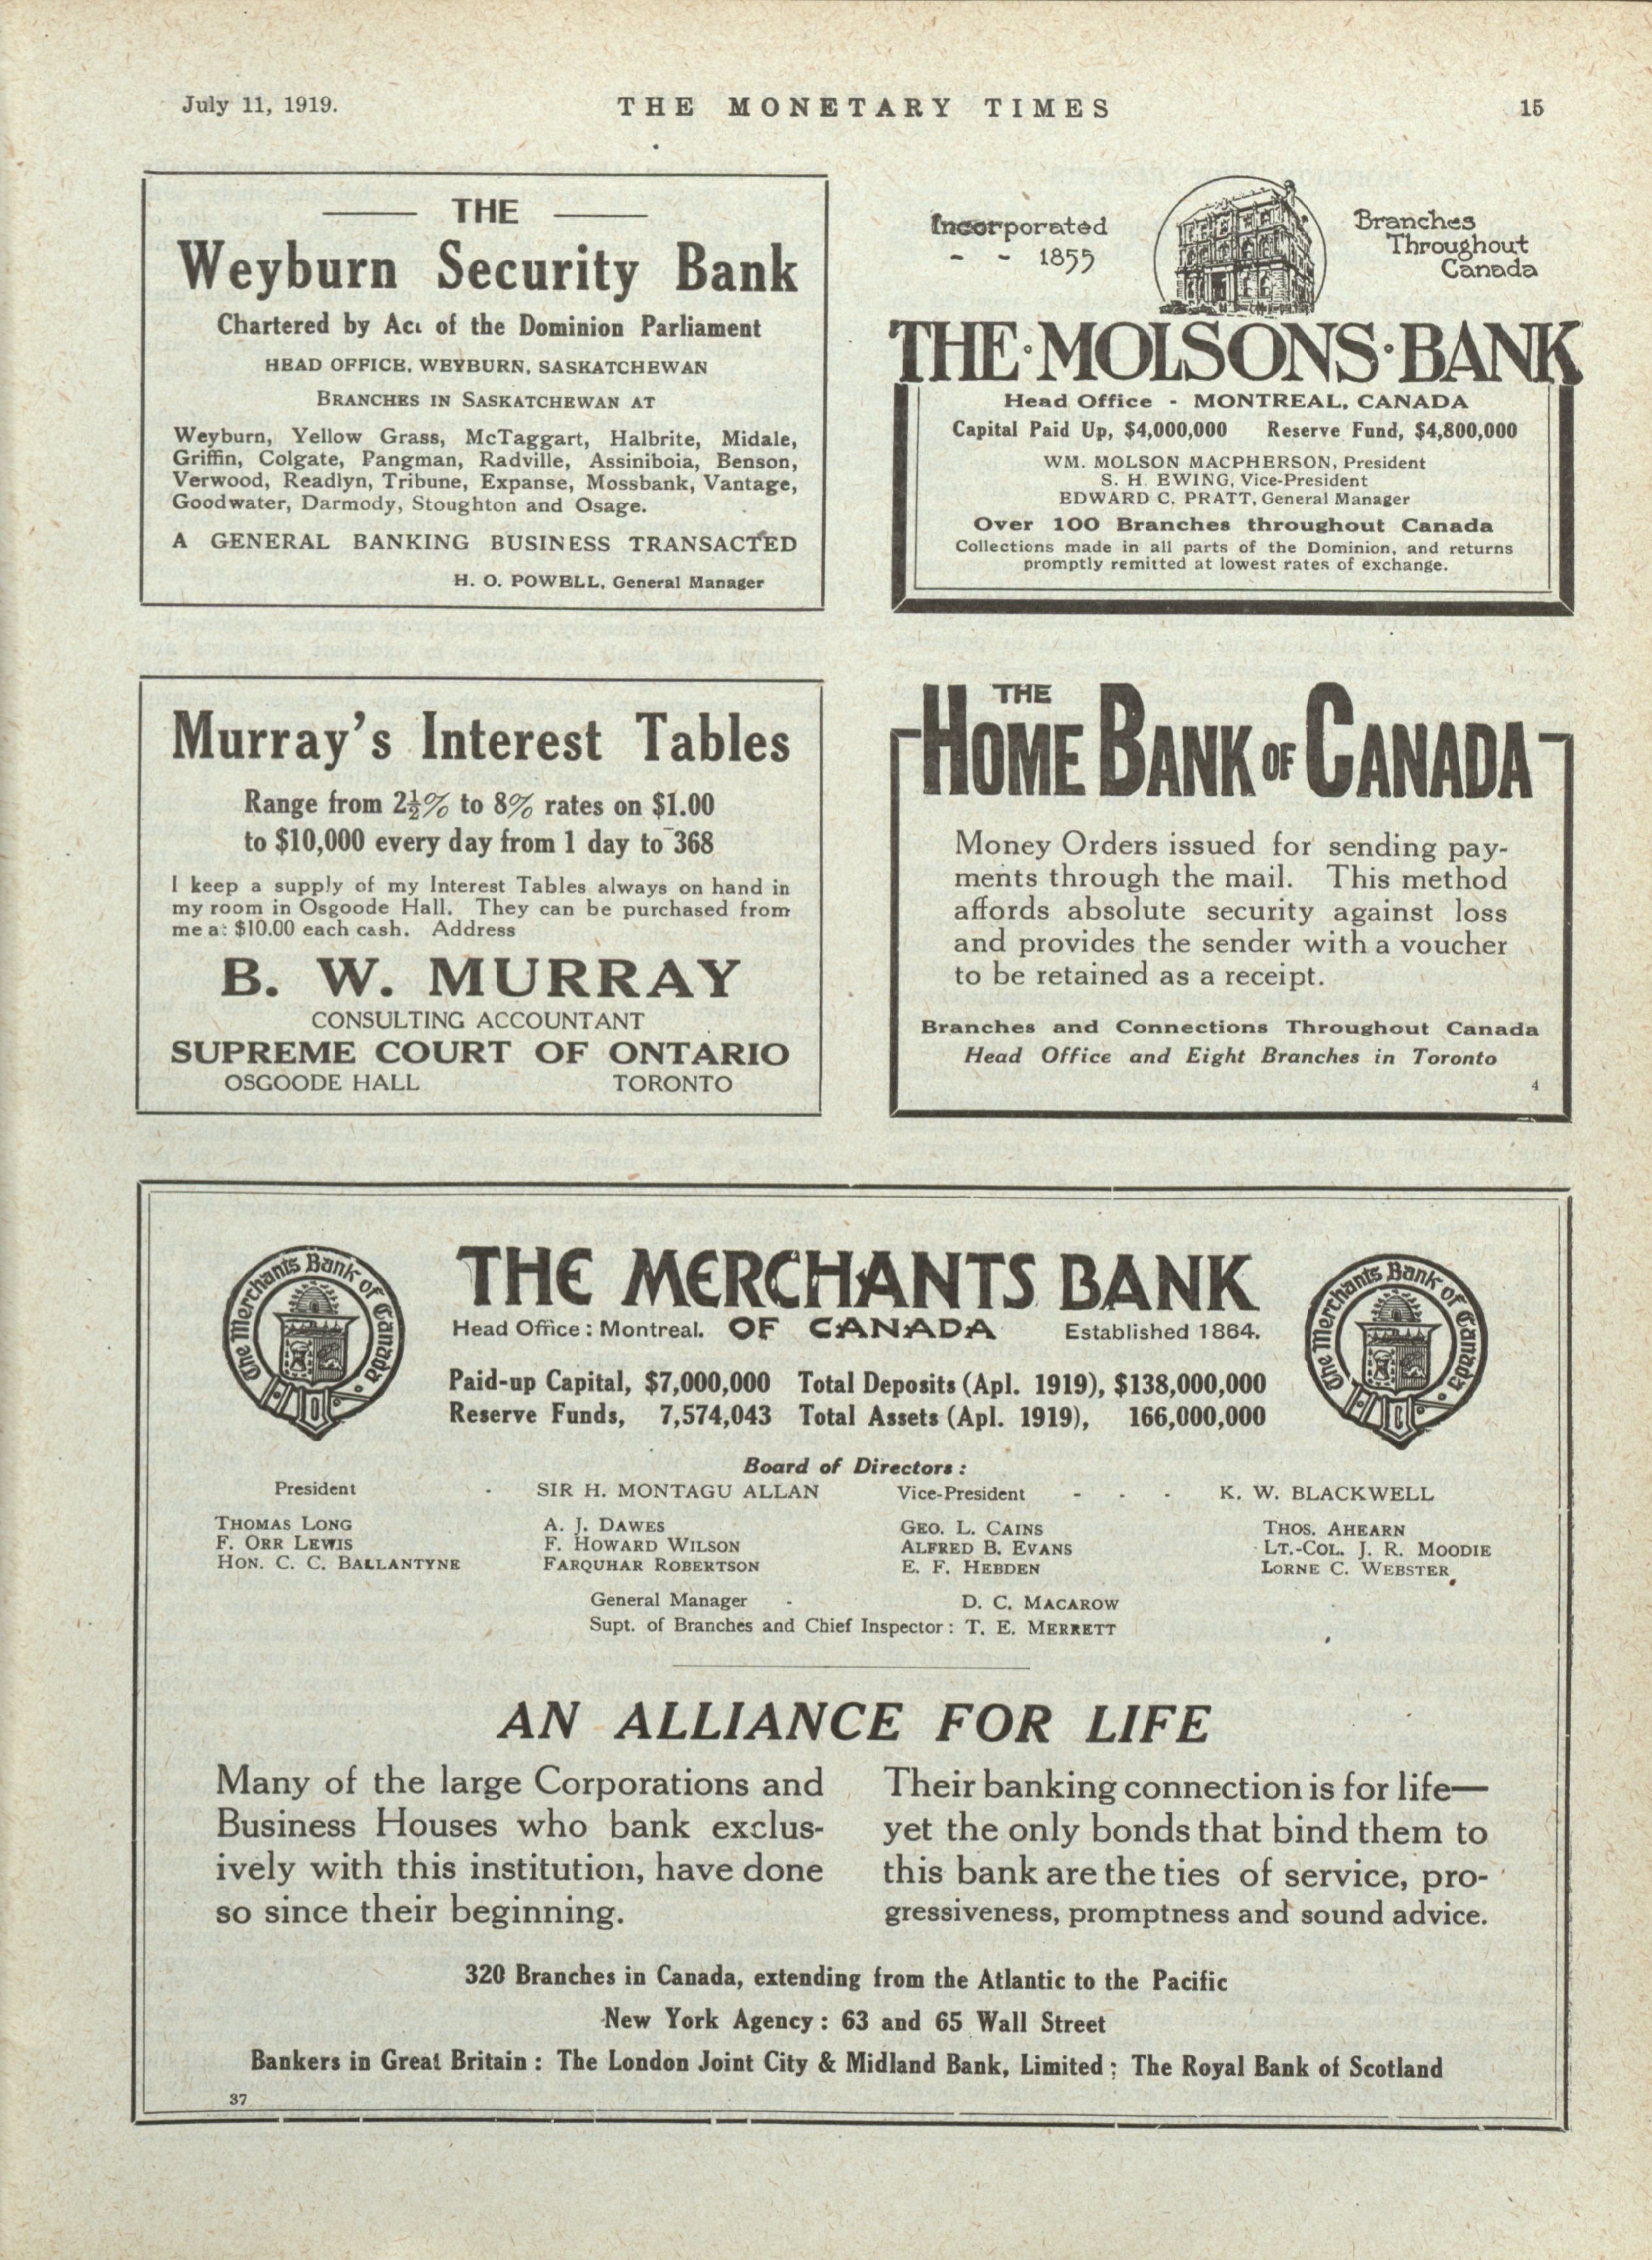 July 11, 1919.
THE MONETARY TIMES
15
THE
Weyburn Security Bank
Chartered by Act of the Dominion Parliament
HEAD OFFICE, WEYBURN, SASKATCHEWAN
BRANCHES IN SASKATCHEWAN AT
Weyburn, Yellow Grass, McTaggart, Halbrite, Midale,
Griffin, Colgate, Pangman, Radville, Assiniboia, Benson,
Verwood, Readlyn, Tribune, Expanse, Mossbank, Vantage,
Goodwater, Darmody, Stoughton and Osage.
A GENERAL BANKING BUSINESS TRANSACTED
H. O. POWELL, General Manager
Incorporated
- - 1855
Branches
Throughout
Canada
THE·MOLSONS·BANK
Head Office - MONTREAL, CANADA
Capital Paid Up, $4,000,000 Reserve Fund, $4,800,000
WM. MOLSON MACPHERSON, President
S. H. EWING, Vice-President
EDWARD C. PRATT, General Manager
Over 100 Branches throughout Canada
Collections made in all parts of the Dominion, and returns
promptly remitted at lowest rates of exchange.
Murray's Interest Tables
Range from 2½% to 8% rates on $1.00
to $10,000 every day from 1 day to 368
I keep a supply of my Interest Tables always on hand in
my room in Osgoode Hall. They can be purchased from
me a: $10.00 each cash. Address
B. W. MURRAY
CONSULTING ACCOUNTANT
SUPREME COURT OF ONTARIO
OSGOODE HALL TORONTO
THE
HOME BANK OF CANADA
Money Orders issued for sending pay-
ments through the mail. This method
affords absolute security against loss
and provides the sender with a voucher
to be retained as a receipt.
Branches and Connections Throughout Canada
Head Office and Eight Branches in Toronto
4
The Merchants Bank of Canada
THE MERCHANTS BANK
Head Office: Montreal. OF CANADA Established 1864.
The Merchants Bank of Canada
Paid-up Capital, $7,000,000 Total Deposits (Apl. 1919), $138,000,000
Reserve Funds, 7,574,043 Total Assets (Apl. 1919), 166,000,000
Board of Directors:
President - SIR H. MONTAGU ALLAN Vice-President - - - K. W. BLACKWELL
THOMAS LONG A. J. DAWES GEO. L. CAINS THOS. AHEARN
F. ORR LEWIS F. HOWARD WILSON ALFRED B. EVANS LT.-COL. J. R. MOODIE
HON. C. C. BALLANTYNE FARQUHAR ROBERTSON E. F. HEBDEN LORNE C. WEBSTER
General Manager - D. C. MACAROW
Supt. of Branches and Chief Inspector: T. E. MERRETT
AN ALLIANCE FOR LIFE
Many of the large Corporations and
Business Houses who bank exclus-
ively with this institution, have done
so since their beginning.
Their banking connection is for life—
yet the only bonds that bind them to
this bank are the ties of service, pro-
gressiveness, promptness and sound advice.
320 Branches in Canada, extending from the Atlantic to the Pacific
New York Agency: 63 and 65 Wall Street
Bankers in Great Britain: The London Joint City & Midland Bank, Limited; The Royal Bank of Scotland
37